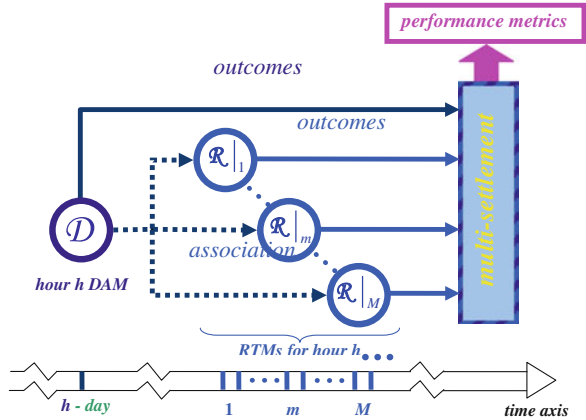 performance metrics
outcomes
outcomes
ℛ|1
𝒟
ℛ|m
association
hour h DAM
ℛ|M
multi-settlement
RTMs for hour h
h - day
1 m M
time axis